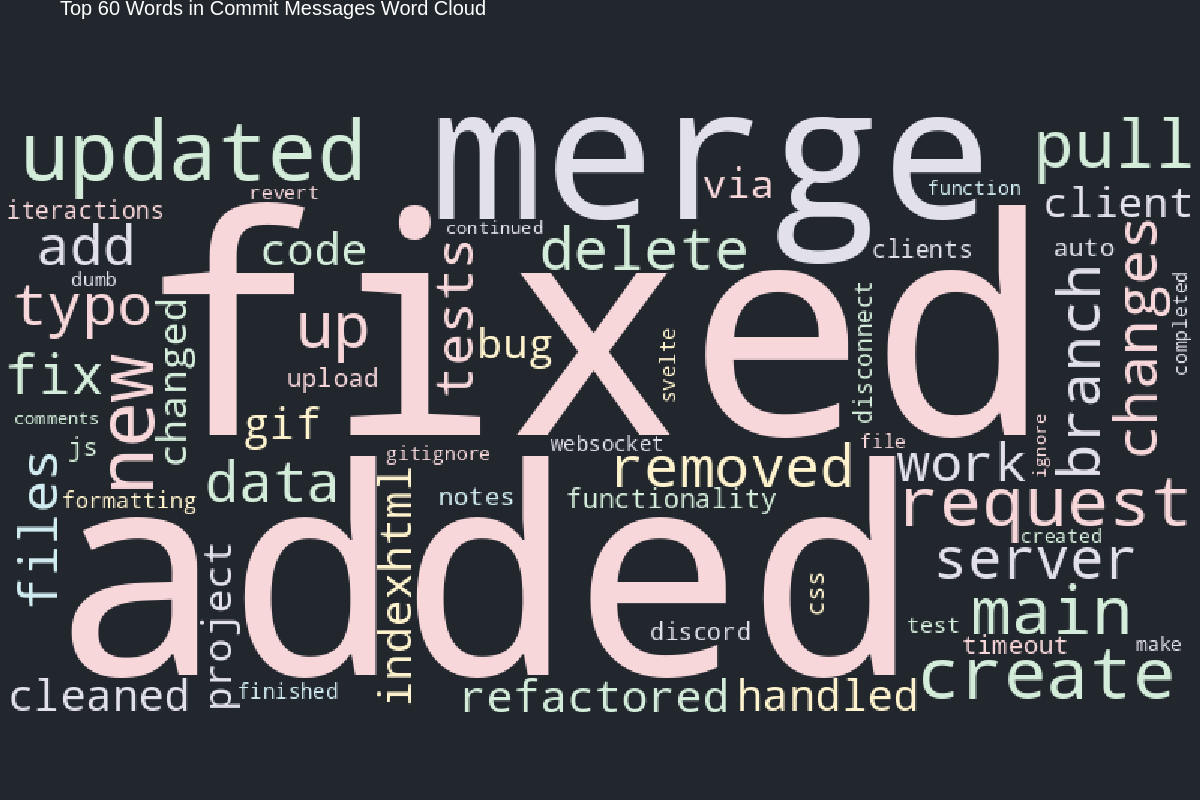 Top 60 Words in Commit Messages Word Cloud
updated
merge
pull
via
function
revert
iteractions
client
continued
add
code
delete
clients
auto
changes
dumb
typo
fixed
tests
up
bug
svelte
disconnect
branch
completed
changed
fix
new
upload
comments
gif
js
gitignore
websocket
file
ignore
files
formatting
data
indexhtml
notes
removed
functionality
work
request
added
created
server
project
css
discord
test
main
timeout
make
cleaned
finished
refactored
handled
create